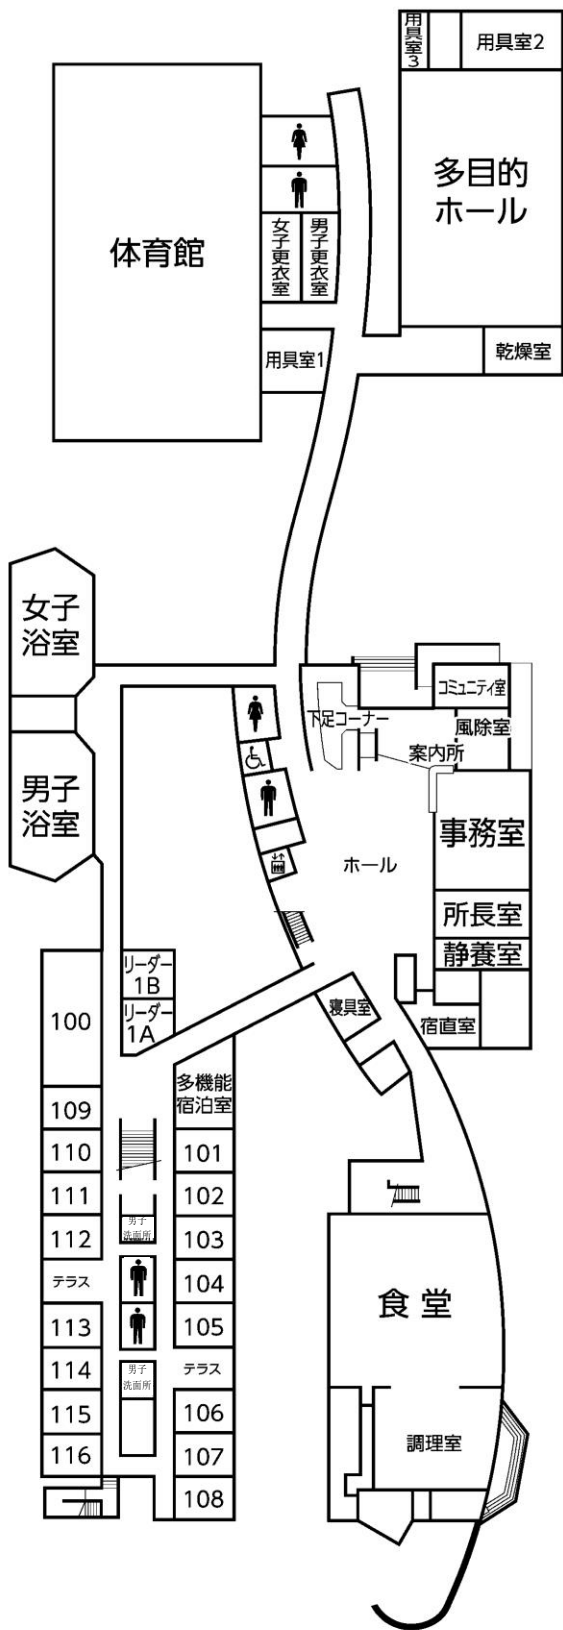 用具室3
用具室2
多目的
ホール
体育館
女子更衣室
男子更衣室
用具室1
乾燥室
女子
浴室
コミュニティ室
下足コーナー
風除室
案内所
男子
浴室
事務室
ホール
所長室
静養室
リーダー
1B
リーダー
1A
寝具室
宿直室
100
多機能
宿泊室
109
110
101
111
102
男子
洗面所
112
103
テラス
104
食堂
113
105
114
男子
洗面所
テラス
115
106
調理室
116
107
108